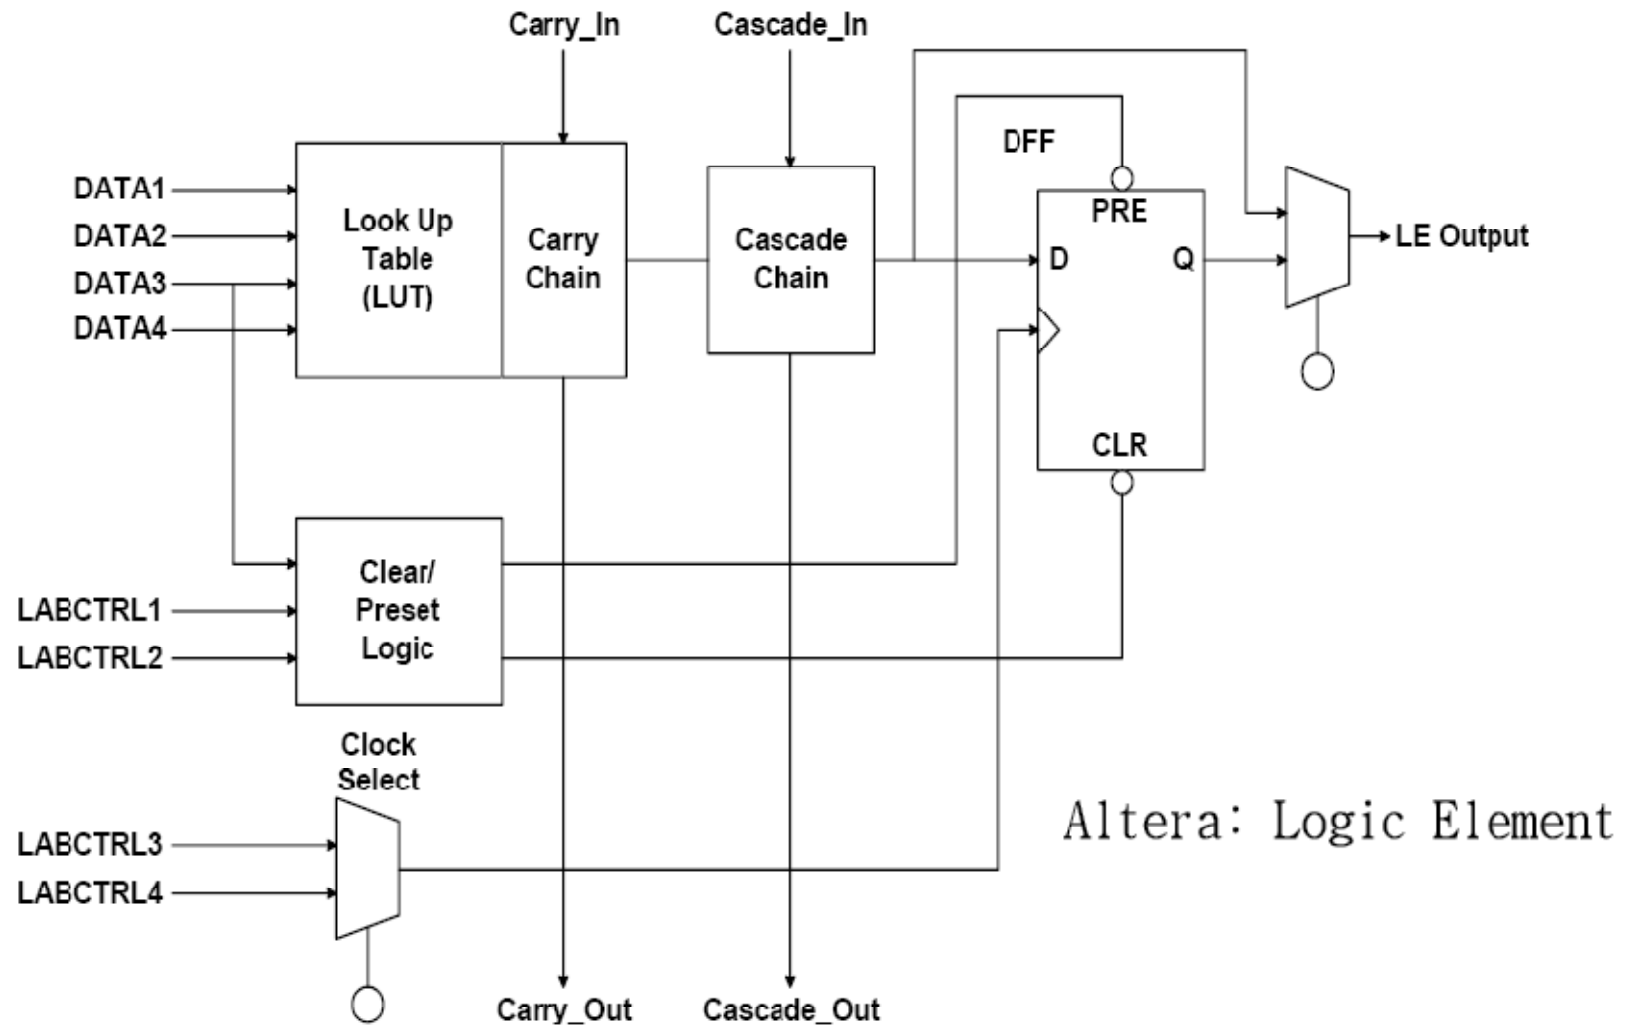 Carry_In
Cascade_In
DFF
DATA1
DATA2
DATA3
DATA4
Look Up
Table
(LUT)
Carry
Chain
Cascade
Chain
PRE
D
Q
CLR
LE Output
Clear/
Preset
Logic
LABCTRL1
LABCTRL2
Clock
Select
LABCTRL3
LABCTRL4
Altera: Logic Element
Carry_Out
Cascade_Out